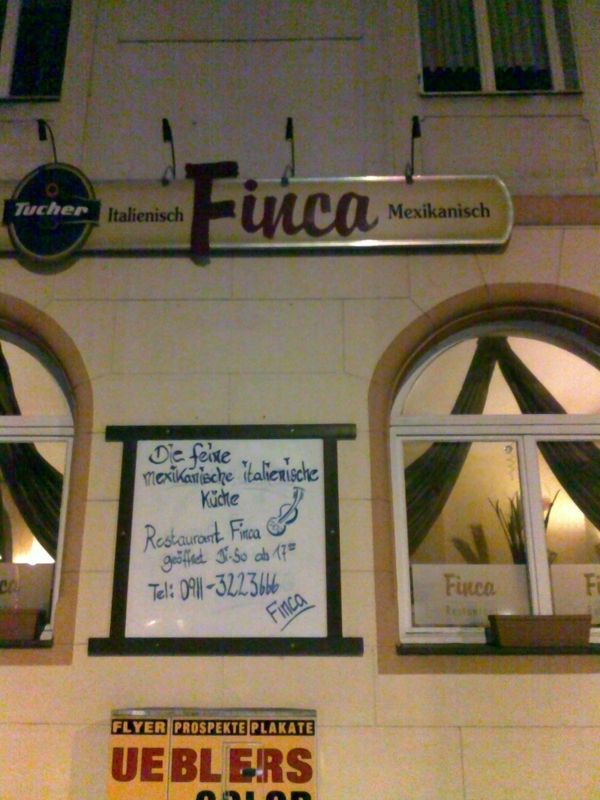 Tucher Italienisch Finca Mexikanisch
Die feine
mexikanische italienische
Küche
Restaurant Finca
geöffnet Di-So ab 17⁰⁰
Tel: 0911-3223666
Finca
Finca
FLYER PROSPEKTE PLAKATE
UEBLERS
COLOR